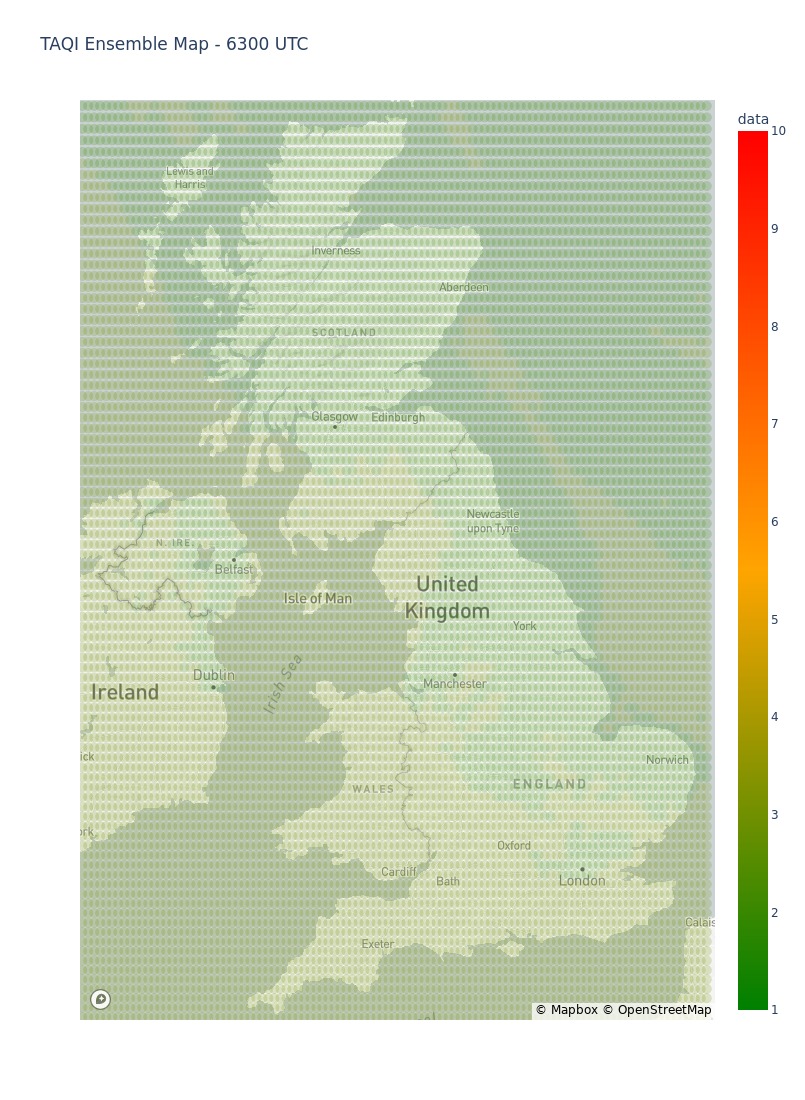 TAQI Ensemble Map - 6300 UTC
data
10
9
8
7
6
5
4
3
2
1
Lewis and
Harris
Inverness
Aberdeen
SCOTLAND
Glasgow
Edinburgh
Newcastle
upon Tyne
N. IRE.
Belfast
United
Kingdom
Isle of Man
York
Dublin
Manchester
Ireland
Irish Sea
ick
Norwich
WALES
ENGLAND
ork
Oxford
Cardiff
Bath
London
Calais
Exeter
© Mapbox © OpenStreetMap